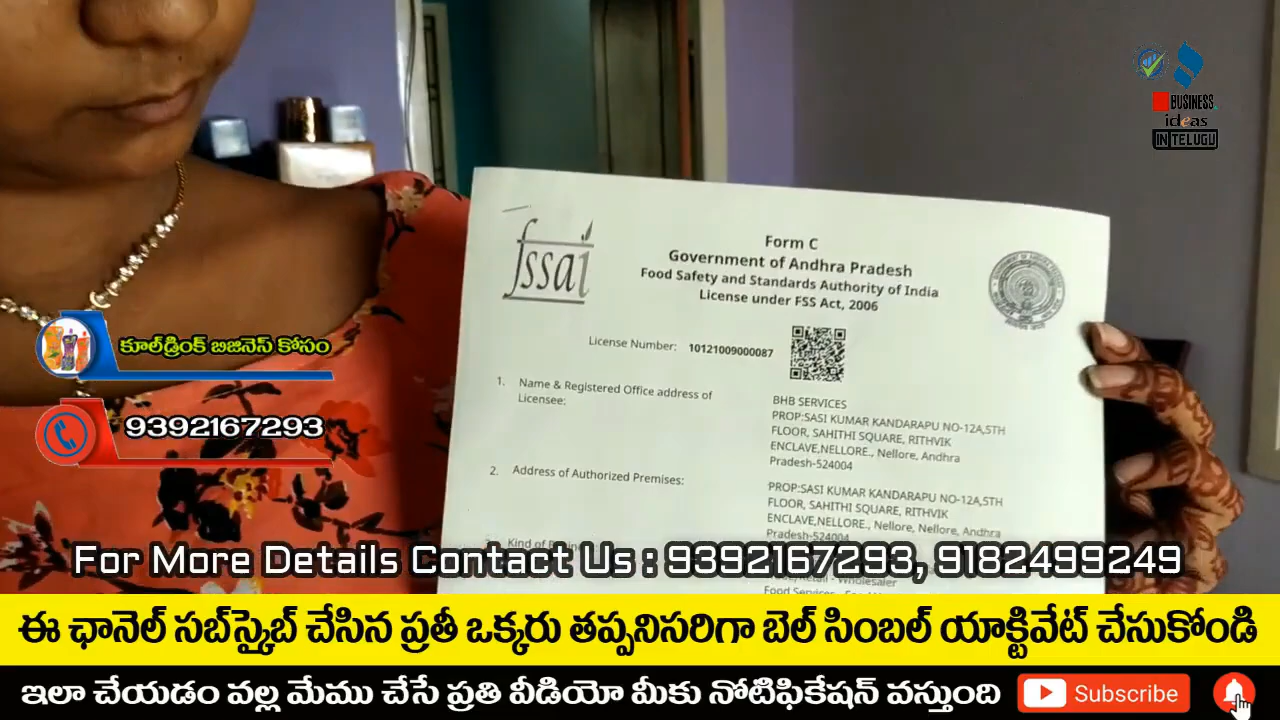 BUSINESS
ideas
IN TELUGU
fssai
Form C
Government of Andhra Pradesh
Food Safety and Standards Authority of India
License under FSS Act, 2006
License Number: 10121009000087
1. Name & Registered Office address of
Licensee:
BHB SERVICES
PROP:SASI KUMAR KANDARAPU NO-12A,5TH
FLOOR, SAHITHI SQUARE, RITHVIK
ENCLAVE,NELLORE., Nellore, Andhra
Pradesh-524004
2. Address of Authorized Premises:
PROP:SASI KUMAR KANDARAPU NO-12A,5TH
FLOOR, SAHITHI SQUARE, RITHVIK
ENCLAVE,NELLORE., Nellore, Nellore, Andhra
Pradesh-524004
Kind of
Wholesaler
Food Services -
కూల్‌డ్రింక్ బిజినెస్ కోసం
9392167293
For More Details Contact Us : 9392167293, 9182499249
ఈ ఛానెల్ సబ్‌స్క్రైబ్ చేసిన ప్రతీ ఒక్కరు తప్పనిసరిగా బెల్ సింబల్ యాక్టివేట్ చేసుకోండి
ఇలా చేయడం వల్ల మేము చేసే ప్రతి వీడియో మీకు నోటిఫికేషన్ వస్తుంది
Subscribe